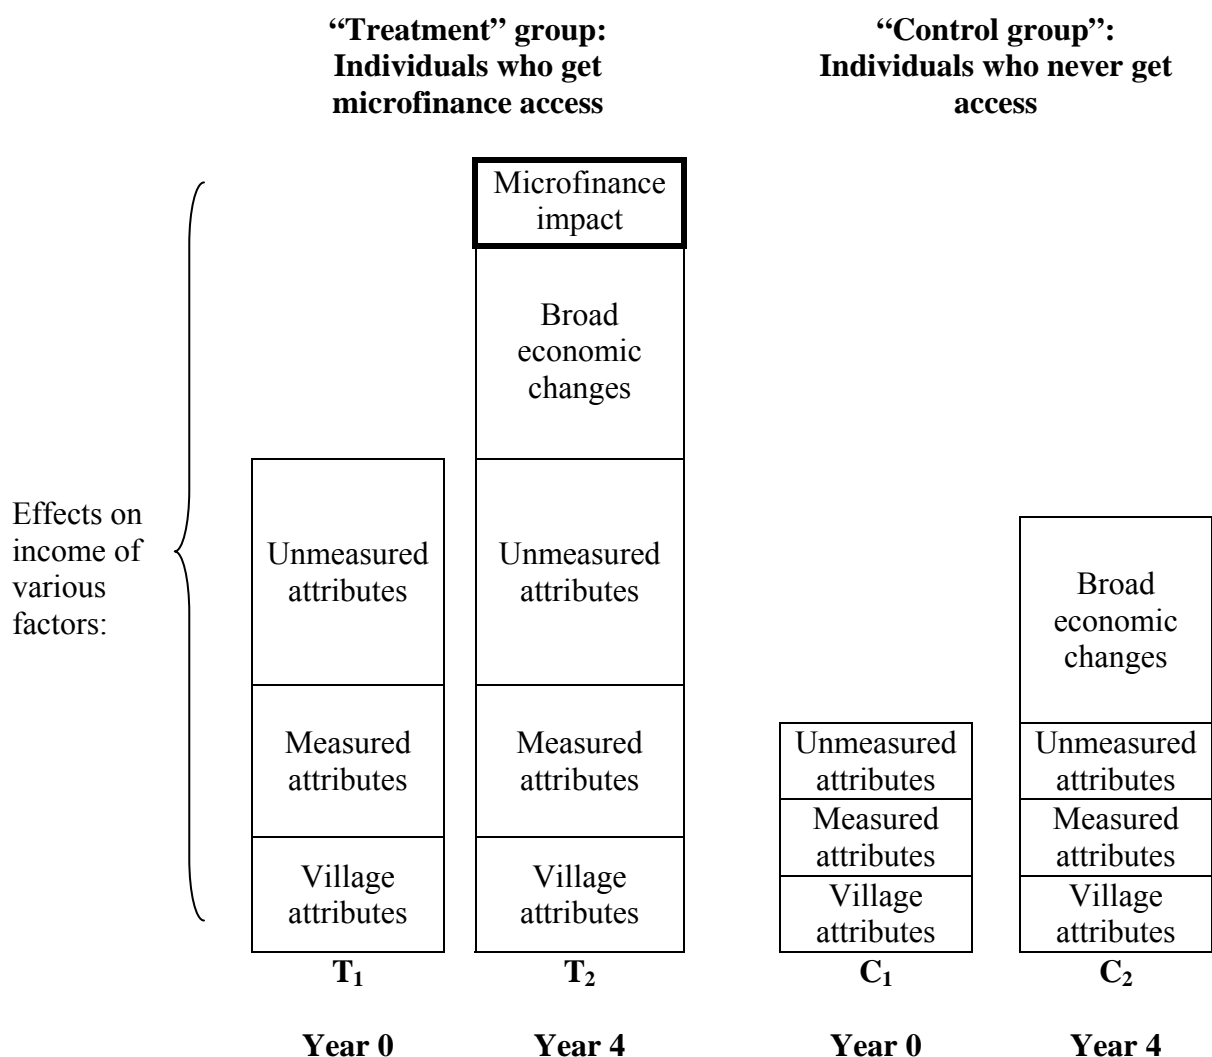 “Treatment” group:
Individuals who get
microfinance access
“Control group”:
Individuals who never get
access
Effects on
income of
various
factors:
Unmeasured
attributes
Measured
attributes
Village
attributes
T₁
Year 0
Microfinance
impact
Broad
economic
changes
Unmeasured
attributes
Measured
attributes
Village
attributes
T₂
Year 4
Unmeasured
attributes
Measured
attributes
Village
attributes
C₁
Year 0
Broad
economic
changes
Unmeasured
attributes
Measured
attributes
Village
attributes
C₂
Year 4